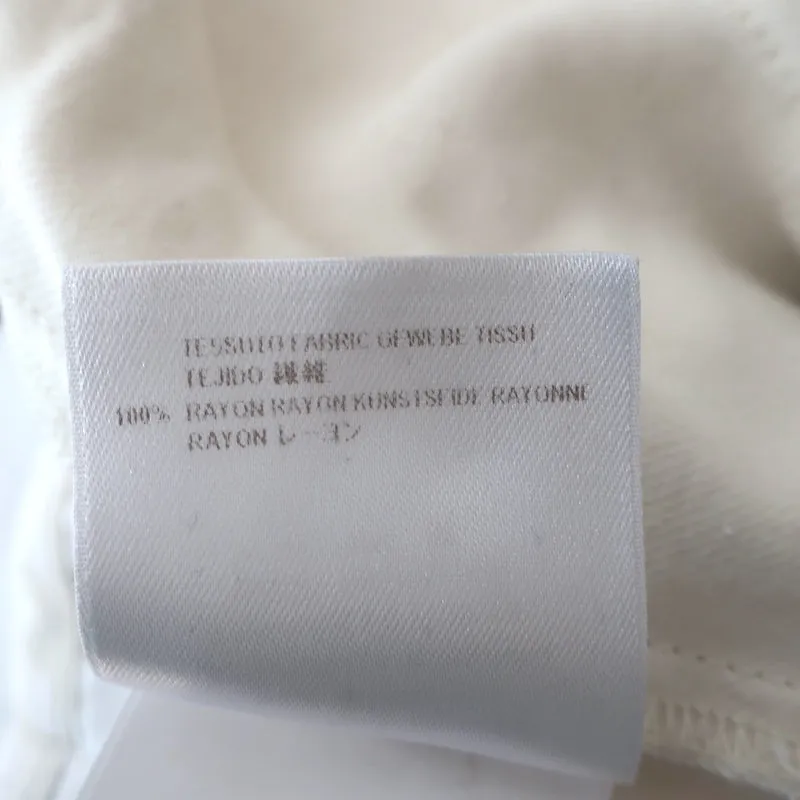 TESSUTO FABRIC GEWEBE TISSU
TEJIDO 繊維
100% RAYON RAYON KUNSTSEIDE RAYONNE
RAYON レーヨン